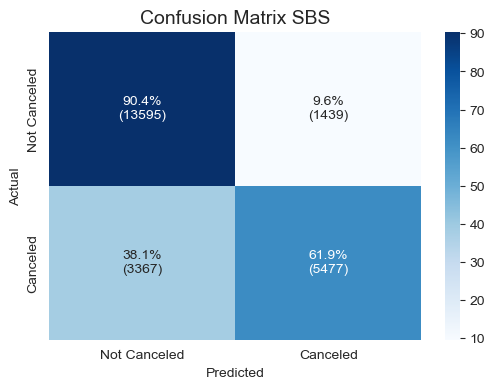 Confusion Matrix SBS
Actual
Not Canceled
90.4%
(13595)
9.6%
(1439)
Canceled
38.1%
(3367)
61.9%
(5477)
Not Canceled
Canceled
Predicted
90
80
70
60
50
40
30
20
10